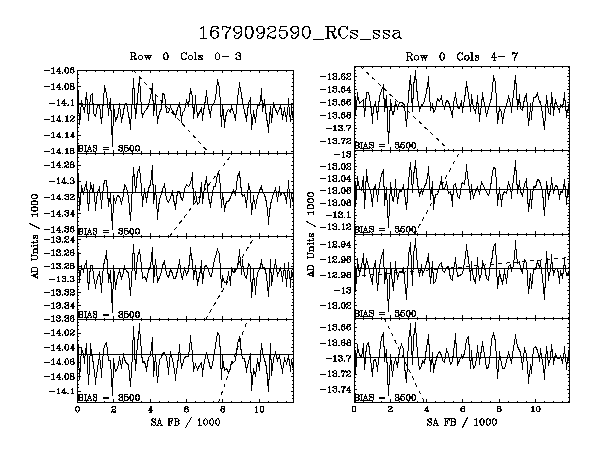 1679092590_RCs_ssa
Row 0 Cols 0-3
Row 0 Cols 4-7
-14.08
-14.1
-14.12
-14.14
-14.16
BIAS = 3500
-14.28
-14.3
-14.32
-14.34
-14.36
BIAS = 3500
-13.24
-13.26
-13.28
-13.3
-13.32
-13.34
-13.36
BIAS = 3500
-14.02
-14.04
-14.06
-14.08
-14.1
BIAS = 3500
0 2 4 6 8 10
SA FB / 1000
AD Units / 1000
-13.62
-13.64
-13.66
-13.68
-13.7
-13.72
BIAS = 3500
-13
-13.04
-13.06
-13.08
-13.1
-13.12
BIAS = 3500
-12.94
-12.96
-12.98
-13
-13.02
BIAS = 3500
-13.66
-13.68
-13.7
-13.72
-13.74
BIAS = 3500
0 2 4 6 8 10
SA FB / 1000
AD Units / 1000